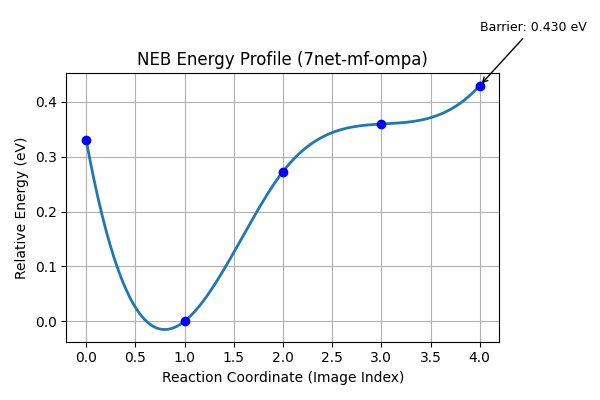 Barrier: 0.430 eV
NEB Energy Profile (7net-mf-ompa)
Relative Energy (eV)
0.4
0.3
0.2
0.1
0.0
0.0 0.5 1.0 1.5 2.0 2.5 3.0 3.5 4.0
Reaction Coordinate (Image Index)